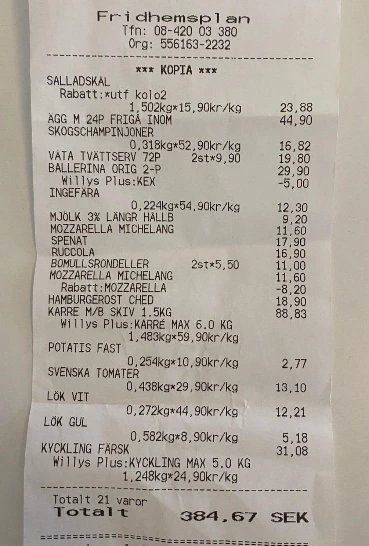 Fridhemsplan
Tfn: 08-420 03 380
Org: 556163-2232
*** KOPIA ***
SALLADSKÅL
Rabatt:*utf kolo2
1,502kg*15,90kr/kg 23,88
ÄGG M 24P FRIGÅ INOM 44,90
SKOGSCHAMPINJONER
0,318kg*52,90kr/kg 16,82
VÅTA TVÄTTSERV 72P 2st*9,90 19,80
BALLERINA ORIG 2-P 29,90
Willys Plus:KEX -5,00
INGEFÄRA
0,224kg*54,90kr/kg 12,30
MJÖLK 3% LÄNGR HÅLLB 9,20
MOZZARELLA MICHELANG 11,60
SPENAT 17,90
RUCCOLA 16,90
BOMULLSRONDELLER 2st*5,50 11,00
MOZZARELLA MICHELANG 11,60
Rabatt:MOZZARELLA -8,20
HAMBURGEROST CHED 18,90
KARRE M/B SKIV 1.5KG 88,83
Willys Plus:KARRÉ MAX 6.0 KG
1,483kg*59,90kr/kg
POTATIS FAST
0,254kg*10,90kr/kg 2,77
SVENSKA TOMATER
0,438kg*29,90kr/kg 13,10
LÖK VIT
0,272kg*44,90kr/kg 12,21
LÖK GUL
0,582kg*8,90kr/kg 5,18
KYCKLING FÄRSK 31,08
Willys Plus:KYCKLING MAX 5.0 KG
1,248kg*24,90kr/kg
Totalt 21 varor
Totalt 384,67 SEK